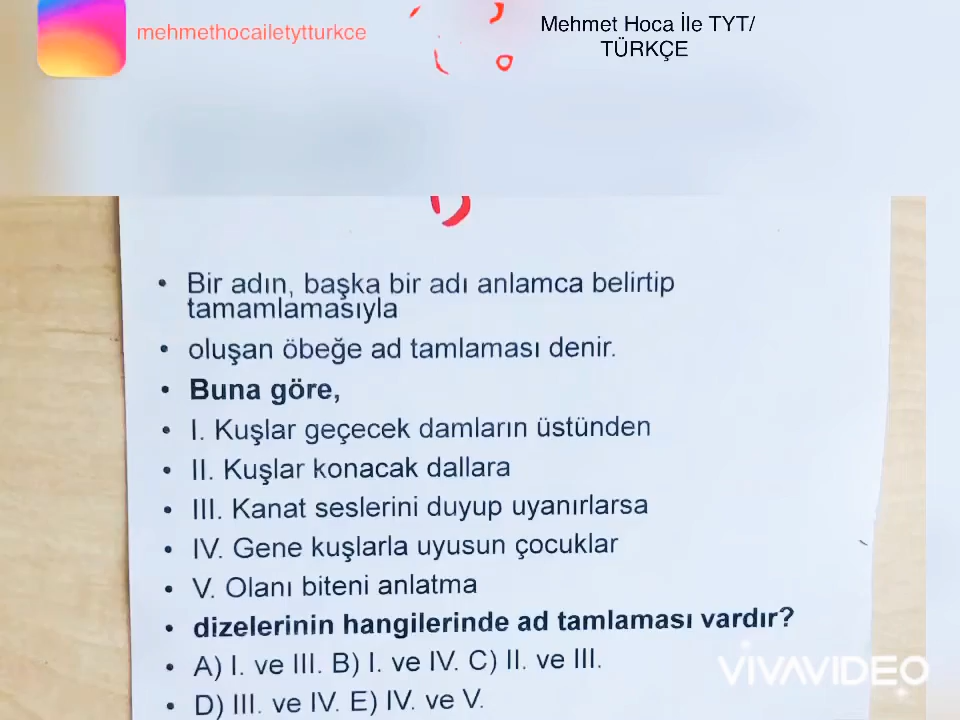 mehmethocailetytturkce
Mehmet Hoca İle TYT/
TÜRKÇE
• Bir adın, başka bir adı anlamca belirtip
tamamlamasıyla
• oluşan öbeğe ad tamlaması denir.
• Buna göre,
• I. Kuşlar geçecek damların üstünden
• II. Kuşlar konacak dallara
• III. Kanat seslerini duyup uyanırlarsa
• IV. Gene kuşlarla uyusun çocuklar
• V. Olanı biteni anlatma
• dizelerinin hangilerinde ad tamlaması vardır?
• A) I. ve III. B) I. ve IV. C) II. ve III.
• D) III. ve IV. E) IV. ve V.
VIVAVIDEO